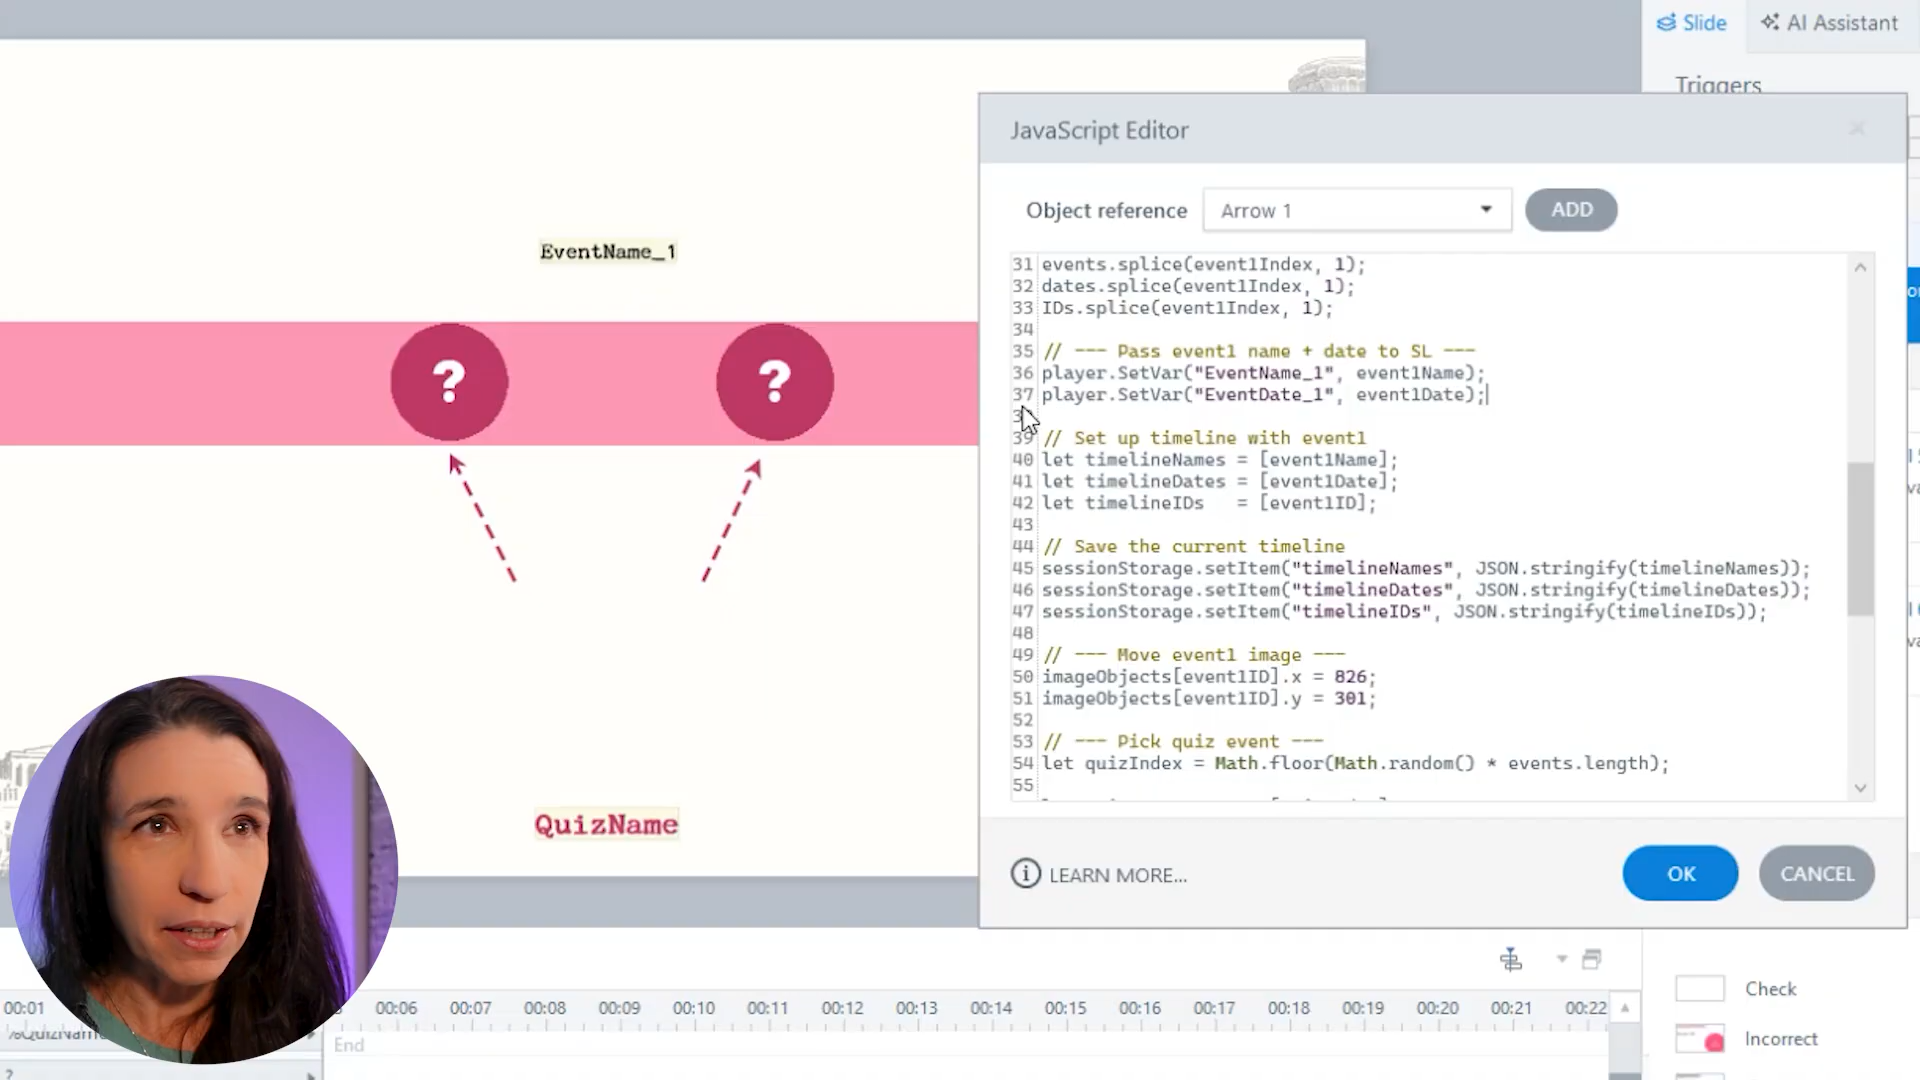 Slide
AI Assistant
Triggers
JavaScript Editor
Object reference
Arrow 1
ADD
EventName_1
?
?
QuizName
31 events.splice(event1Index, 1);
32 dates.splice(event1Index, 1);
33 IDs.splice(event1Index, 1);
34
35 // --- Pass event1 name + date to SL ---
36 player.SetVar("EventName_1", event1Name);
37 player.SetVar("EventDate_1", event1Date);
39 // Set up timeline with event1
40 let timelineNames = [event1Name];
41 let timelineDates = [event1Date];
42 let timelineIDs   = [event1ID];
43
44 // Save the current timeline
45 sessionStorage.setItem("timelineNames", JSON.stringify(timelineNames));
46 sessionStorage.setItem("timelineDates", JSON.stringify(timelineDates));
47 sessionStorage.setItem("timelineIDs", JSON.stringify(timelineIDs));
48
49 // --- Move event1 image ---
50 imageObjects[event1ID].x = 826;
51 imageObjects[event1ID].y = 301;
52
53 // --- Pick quiz event ---
54 let quizIndex = Math.floor(Math.random() * events.length);
55
LEARN MORE...
OK
CANCEL
00:01 00:06 00:07 00:08 00:09 00:10 00:11 00:12 00:13 00:14 00:15 00:16 00:17 00:18 00:19 00:20 00:21 00:22
%QuizName
End
?
Check
Incorrect